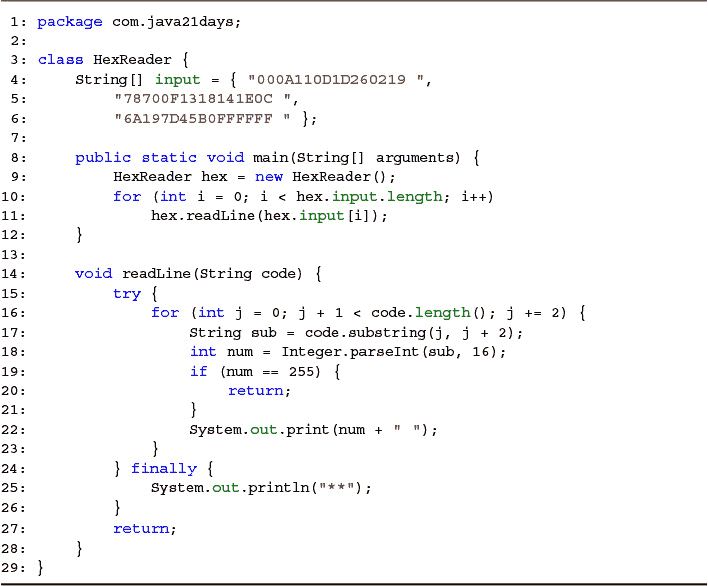 1: package com.java21days;
2:
3: class HexReader {
4:     String[] input = { "000A110D1D260219 ",
5:         "78700F1318141E0C ",
6:         "6A197D45B0FFFFFF " };
7:
8:     public static void main(String[] arguments) {
9:         HexReader hex = new HexReader();
10:         for (int i = 0; i < hex.input.length; i++)
11:             hex.readLine(hex.input[i]);
12:     }
13:
14:     void readLine(String code) {
15:         try {
16:             for (int j = 0; j + 1 < code.length(); j += 2) {
17:                 String sub = code.substring(j, j + 2);
18:                 int num = Integer.parseInt(sub, 16);
19:                 if (num == 255) {
20:                     return;
21:                 }
22:                 System.out.print(num + " ");
23:             }
24:         } finally {
25:             System.out.println("**");
26:         }
27:         return;
28:     }
29: }